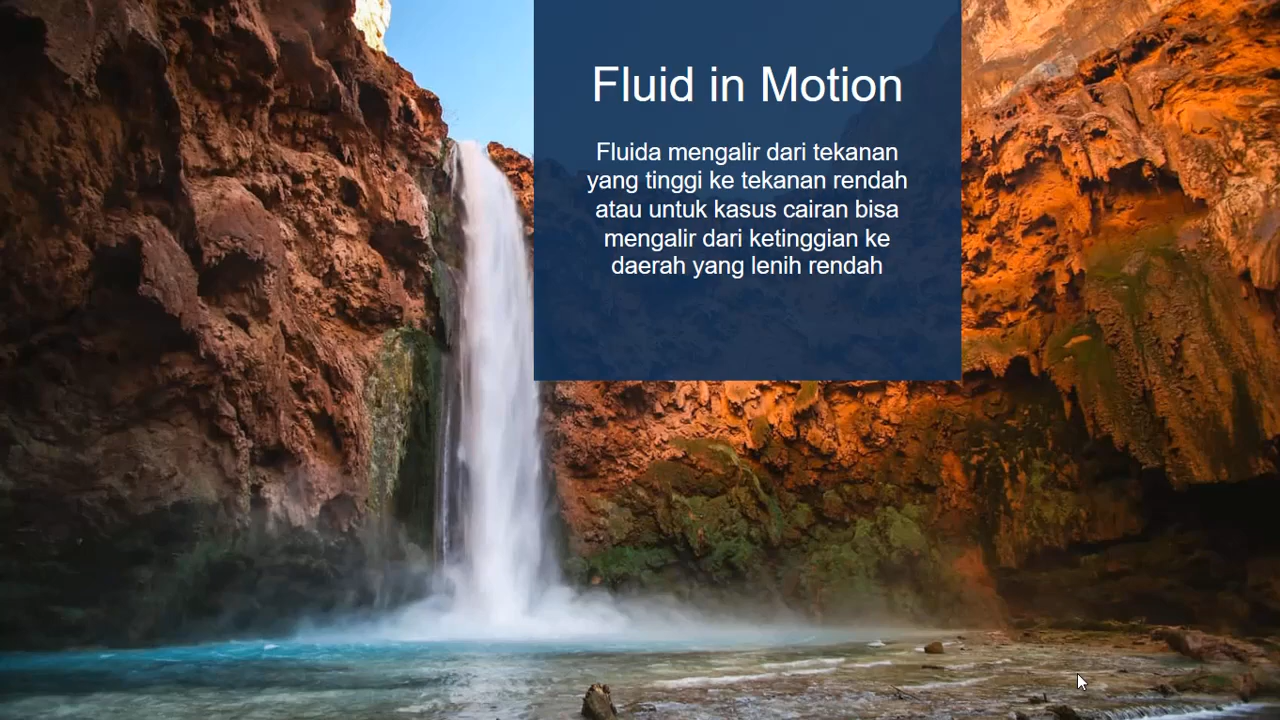 Fluid in Motion
Fluida mengalir dari tekanan
yang tinggi ke tekanan rendah
atau untuk kasus cairan bisa
mengalir dari ketinggian ke
daerah yang lenih rendah